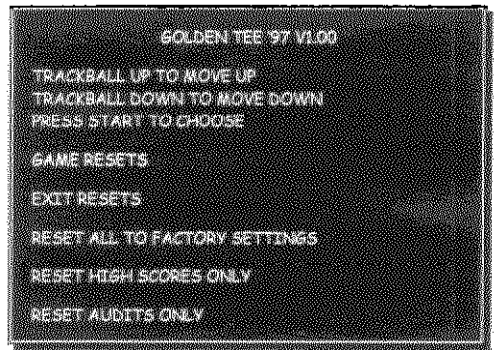 GOLDEN TEE '97 V1.00
TRACKBALL UP TO MOVE UP
TRACKBALL DOWN TO MOVE DOWN
PRESS START TO CHOOSE
GAME RESETS
EXIT RESETS
RESET ALL TO FACTORY SETTINGS
RESET HIGH SCORES ONLY
RESET AUDITS ONLY